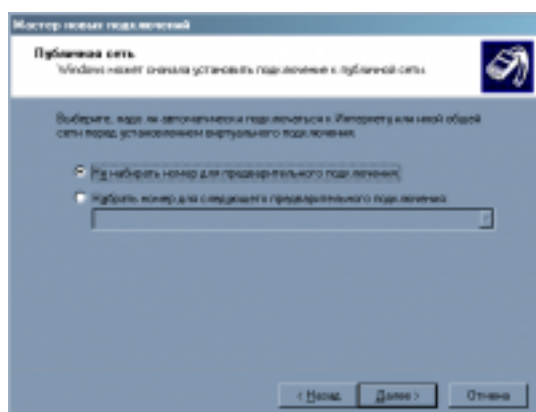 Мастер новых подключений
Публичная сеть
Windows может сначала установить подключение к публичной сети.
Выберите, надо ли автоматически подключаться к Интернету или иной общей
сети перед установлением виртуального подключения.
Не набирать номер для предварительного подключения
Набрать номер для следующего предварительного подключения:
< Назад
Далее >
Отмена